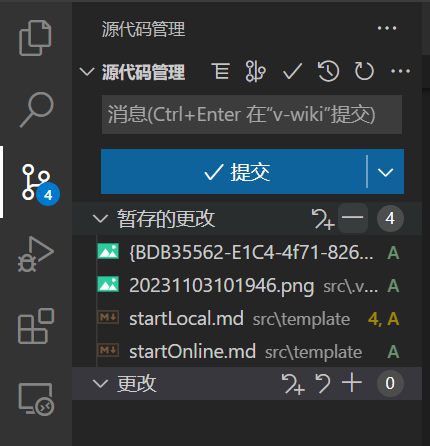 源代码管理
源代码管理
消息(Ctrl+Enter 在“v-wiki”提交)
提交
4
暂存的更改 4
{BDB35562-E1C4-4f71-826... A
20231103101946.png src\.v... A
startLocal.md src\template 4, A
startOnline.md src\template A
更改 0